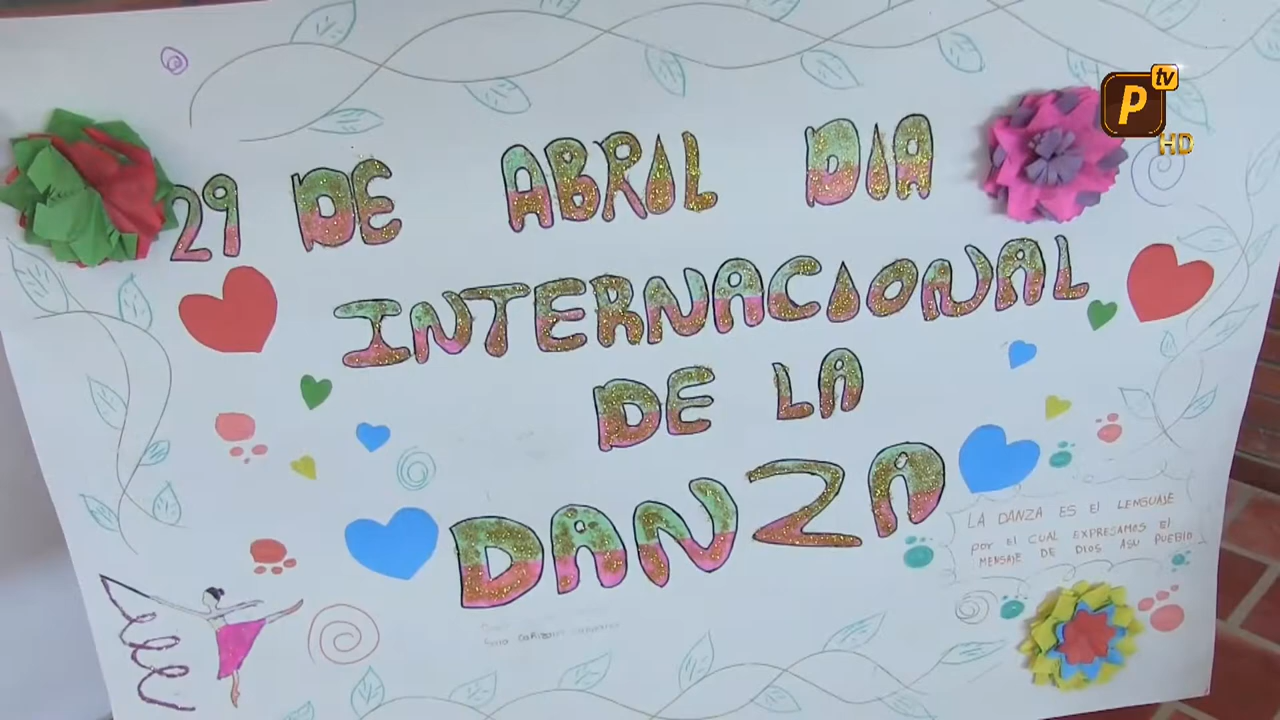 29 DE ABRIL DIA
INTERNACIONAL
DE LA
DANZA
LA DANZA ES El LENGUAJE
por el CUAL EXPRESAMOS El
MENSAJE DE DIOS ASU PUEBlO
P tv
HD